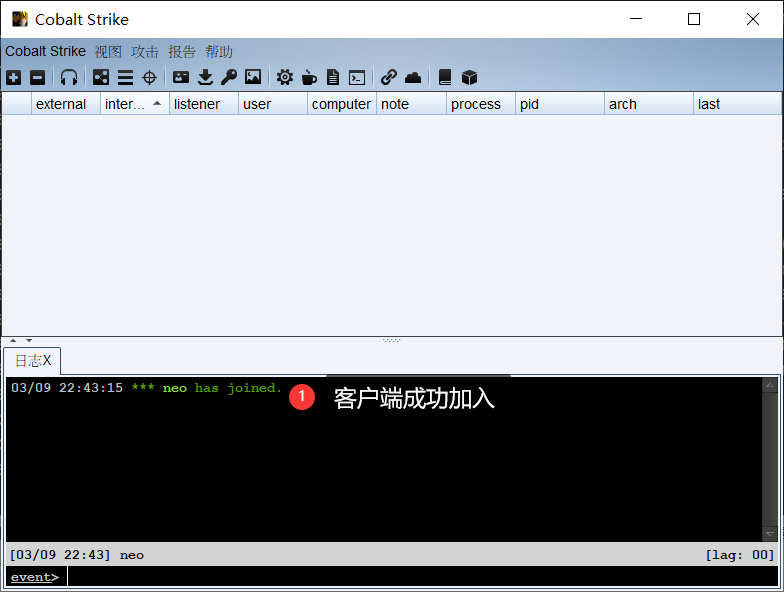 Cobalt Strike
Cobalt Strike 视图 攻击 报告 帮助
external inter... listener user computer note process pid arch last
日志X
03/09 22:43:15 *** neo has joined.
1 客户端成功加入
[03/09 22:43] neo [lag: 00]
event>